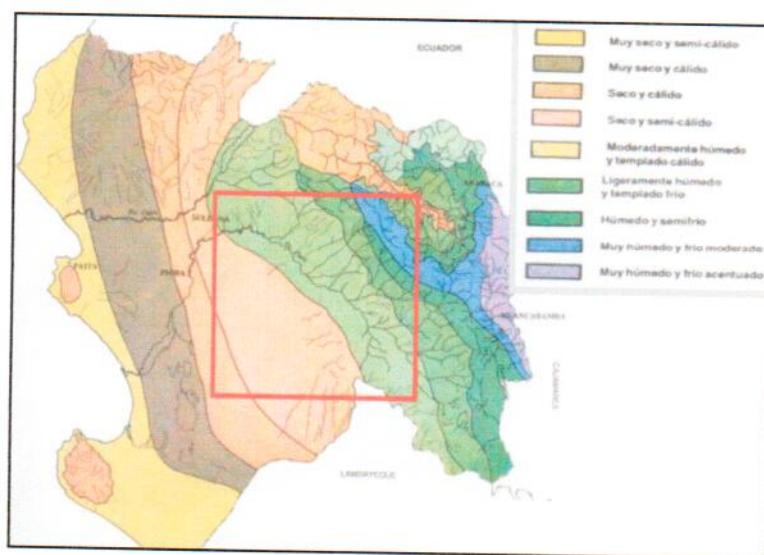 ECUADOR
Muy seco y semi-cálido
Muy seco y cálido
Seco y cálido
Seco y semi-cálido
Moderadamente húmedo
y templado cálido
Ligeramente húmedo
y templado frío
Húmedo y semifrío
Muy húmedo y frío moderado
Muy húmedo y frío acentuado
AYABACA
SULLANA
PAITA
PIURA
HUANCABAMBA
CAJAMARCA
LAMBAYEQUE